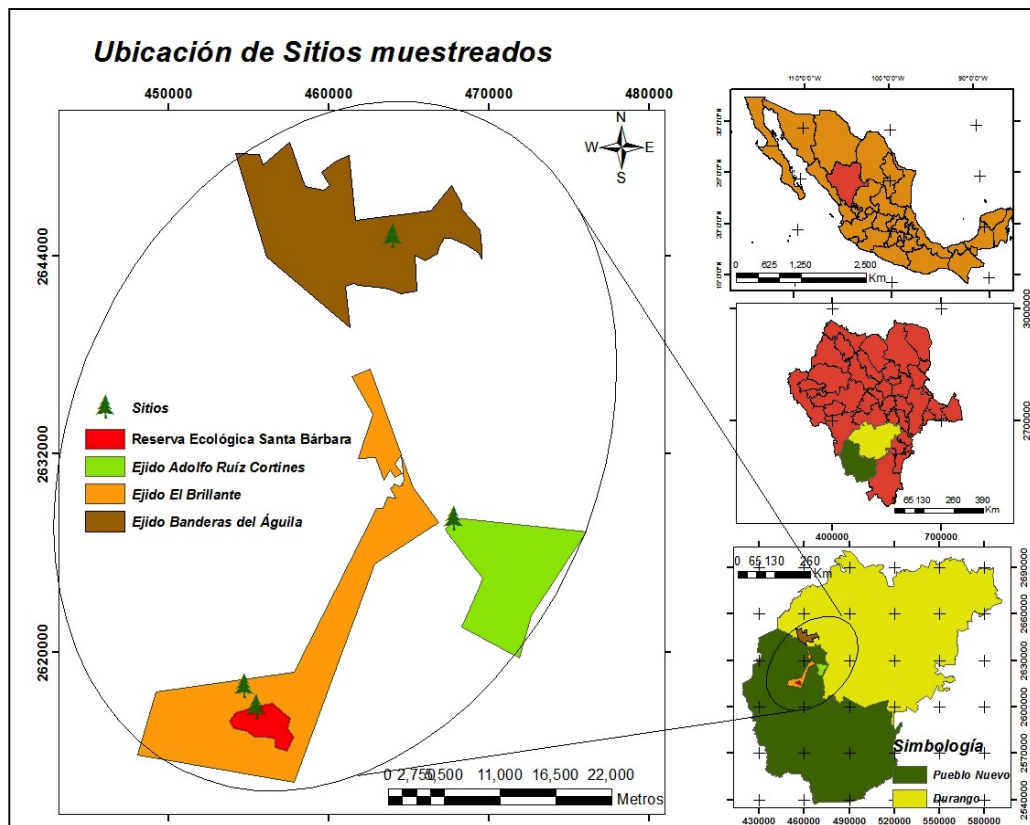 Ubicación de Sitios muestreados
450000 460000 470000 480000
2644000
2632000
2620000
N
W E
S
Sitios
Reserva Ecológica Santa Bárbara
Ejido Adolfo Ruíz Cortines
Ejido El Brillante
Ejido Banderas del Águila
0 2,750 5,500 11,000 16,500 22,000
Metros
110°0'0"W 100°0'0"W 90°0'0"W
0 625 1,250 2,500
Km
3000000
2700000
0 65 130 260 390
Km
400000 700000
0 65 130 260
Km
2690000
2660000
2630000
2600000
2570000
2540000
Simbología
Pueblo Nuevo
Durango
430000 460000 490000 520000 550000 580000